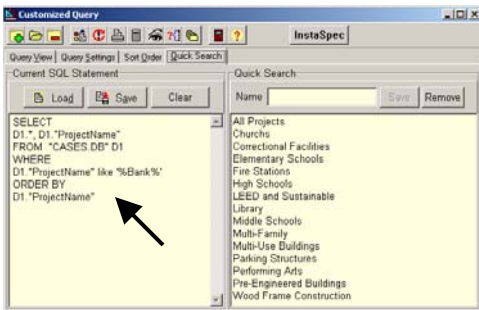 Customized Query
InstaSpec
Query View Query Settings Sort Order Quick Search
Current SQL Statement
Load Save Clear
SELECT
D1.*, D1."ProjectName"
FROM "CASES.DB" D1
WHERE
D1."ProjectName" like '%Bank%'
ORDER BY
D1."ProjectName"
Quick Search
Name Save Remove
All Projects
Churchs
Correctional Facilities
Elementary Schools
Fire Stations
High Schools
LEED and Sustainable
Library
Middle Schools
Multi-Family
Multi-Use Buildings
Parking Structures
Performing Arts
Pre-Engineered Buildings
Wood Frame Construction